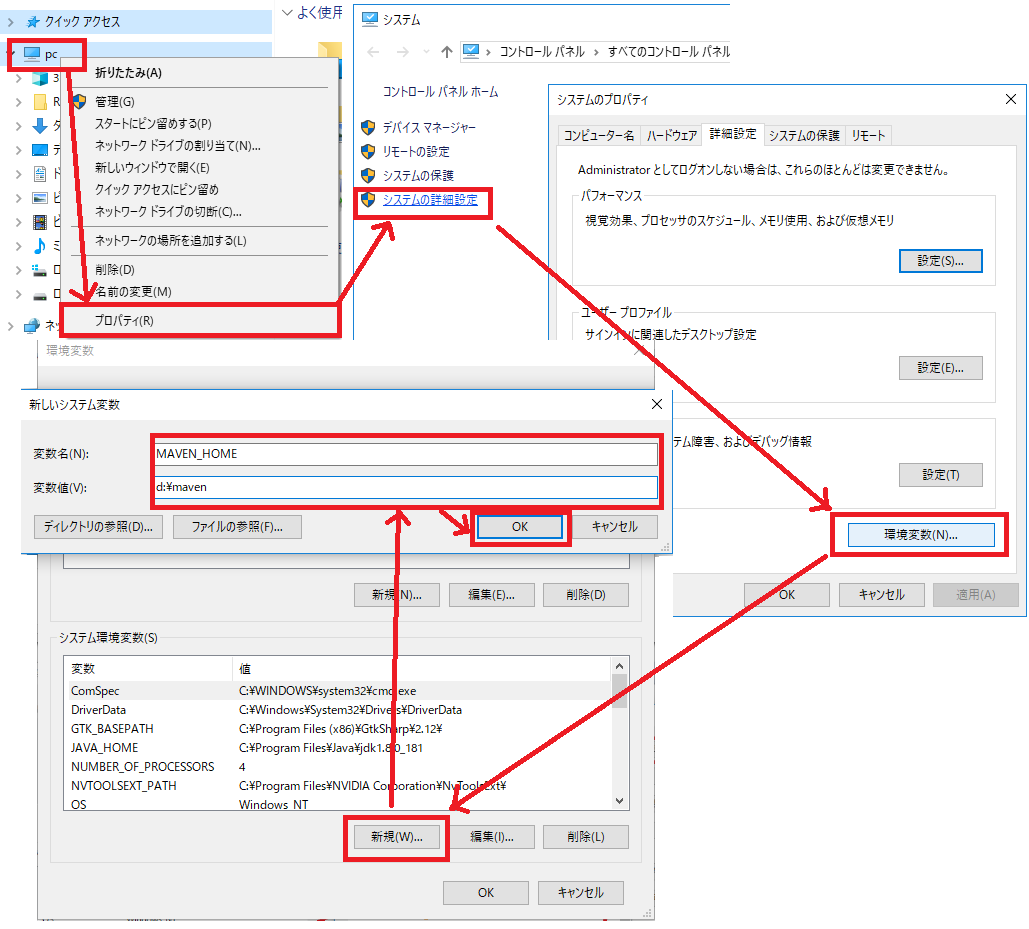 クイック アクセス
pc
折りたたみ(A)
管理(G)
スタートにピン留めする(P)
ネットワーク ドライブの割り当て(N)...
新しいウィンドウで開く(E)
クイック アクセスにピン留め
ネットワーク ドライブの切断(C)...
ネットワークの場所を追加する(L)
削除(D)
名前の変更(M)
プロパティ(R)
よく使用
システム
コントロール パネル › すべてのコントロール パネル
コントロール パネル ホーム
デバイス マネージャー
リモートの設定
システムの保護
システムの詳細設定
システムのプロパティ
コンピューター名 ハードウェア 詳細設定 システムの保護 リモート
Administrator としてログオンしない場合は、これらのほとんどは変更できません。
パフォーマンス
視覚効果、プロセッサのスケジュール、メモリ使用、および仮想メモリ
設定(S)...
ユーザー プロファイル
サインインに関連したデスクトップ設定
設定(E)...
テム障害、およびデバッグ情報
設定(T)
環境変数(N)...
OK キャンセル 適用(A)
環境変数
新しいシステム変数
変数名(N): MAVEN_HOME
変数値(V): d:¥maven
ディレクトリの参照(D)... ファイルの参照(F)... OK キャンセル
新規(N)... 編集(E)... 削除(D)
システム環境変数(S)
変数 値
ComSpec C:¥WINDOWS¥system32¥cmd.exe
DriverData C:¥Windows¥System32¥Drivers¥DriverData
GTK_BASEPATH C:¥Program Files (x86)¥GtkSharp¥2.12¥
JAVA_HOME C:¥Program Files¥Java¥jdk1.8.0_181
NUMBER_OF_PROCESSORS 4
NVTOOLSEXT_PATH C:¥Program Files¥NVIDIA Corporation¥NvToolsExt¥
OS Windows_NT
新規(W)... 編集(I)... 削除(L)
OK キャンセル